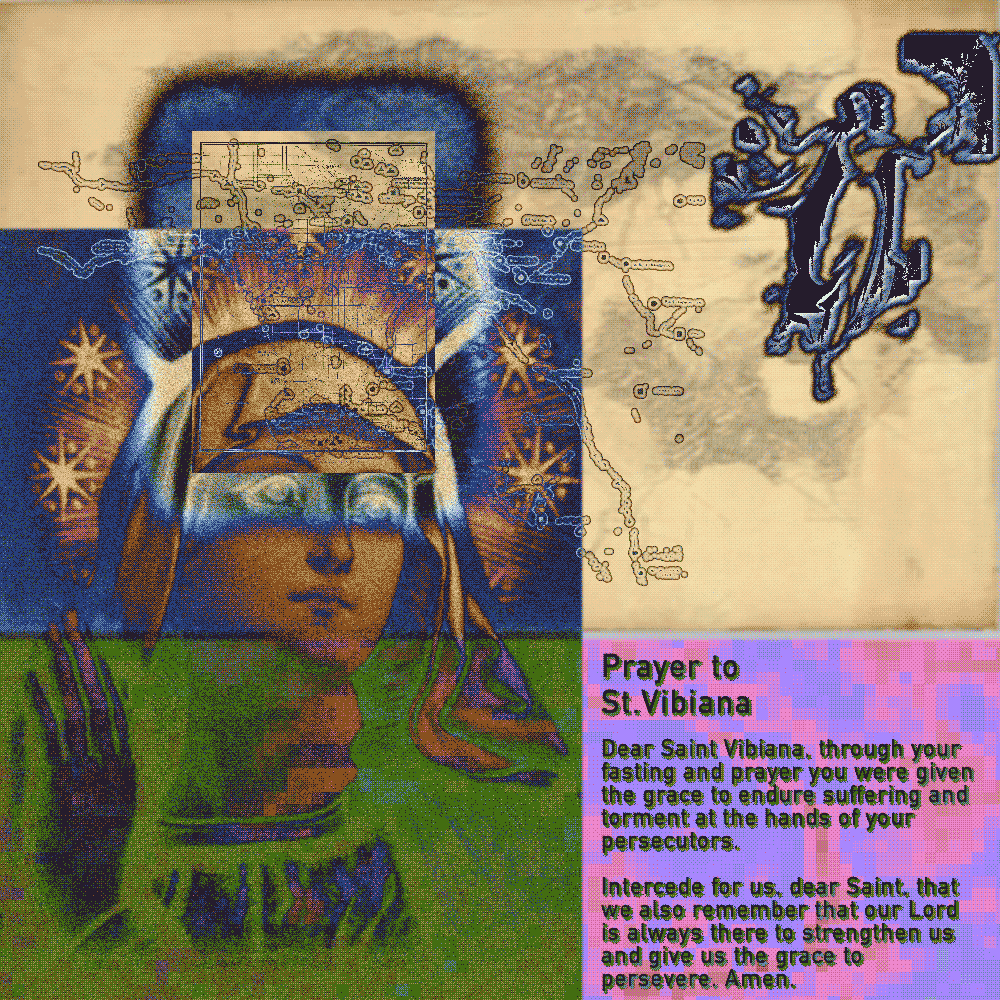 Prayer to
St.Vibiana
Dear Saint Vibiana, through your
fasting and prayer you were given
the grace to endure suffering and
torment at the hands of your
persecutors.
Intercede for us, dear Saint, that
we also remember that our Lord
is always there to strengthen us
and give us the grace to
persevere. Amen.